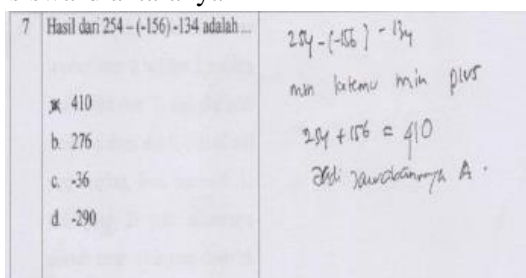 7 Hasil dari 254 – (-156) -134 adalah ...
a. 410
b. 276
c. -36
d. -290
254 - (-156) - 134
min ketemu min plus
254 + 156 = 410
Jadi jawabannya A.